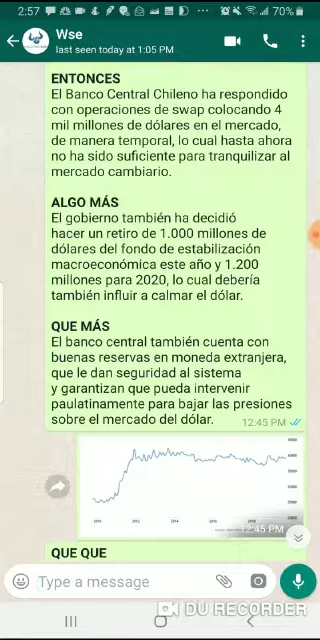 2:57
70%
Wse
last seen today at 1:05 PM
ENTONCES
El Banco Central Chileno ha respondido
con operaciones de swap colocando 4
mil millones de dólares en el mercado,
de manera temporal, lo cual hasta ahora
no ha sido suficiente para tranquilizar al
mercado cambiario.
ALGO MÁS
El gobierno también ha decidido
hacer un retiro de 1.000 millones de
dólares del fondo de estabilización
macroeconómica este año y 1.200
millones para 2020, lo cual debería
también influir a calmar el dólar.
QUE MÁS
El banco central también cuenta con
buenas reservas en moneda extranjera,
que le dan seguridad al sistema
y garantizan que pueda intervenir
paulatinamente para bajar las presiones
sobre el mercado del dólar.
12:45 PM
2010 2012 2014 2016
12:45 PM
QUE QUE
Type a message
DU RECORDER